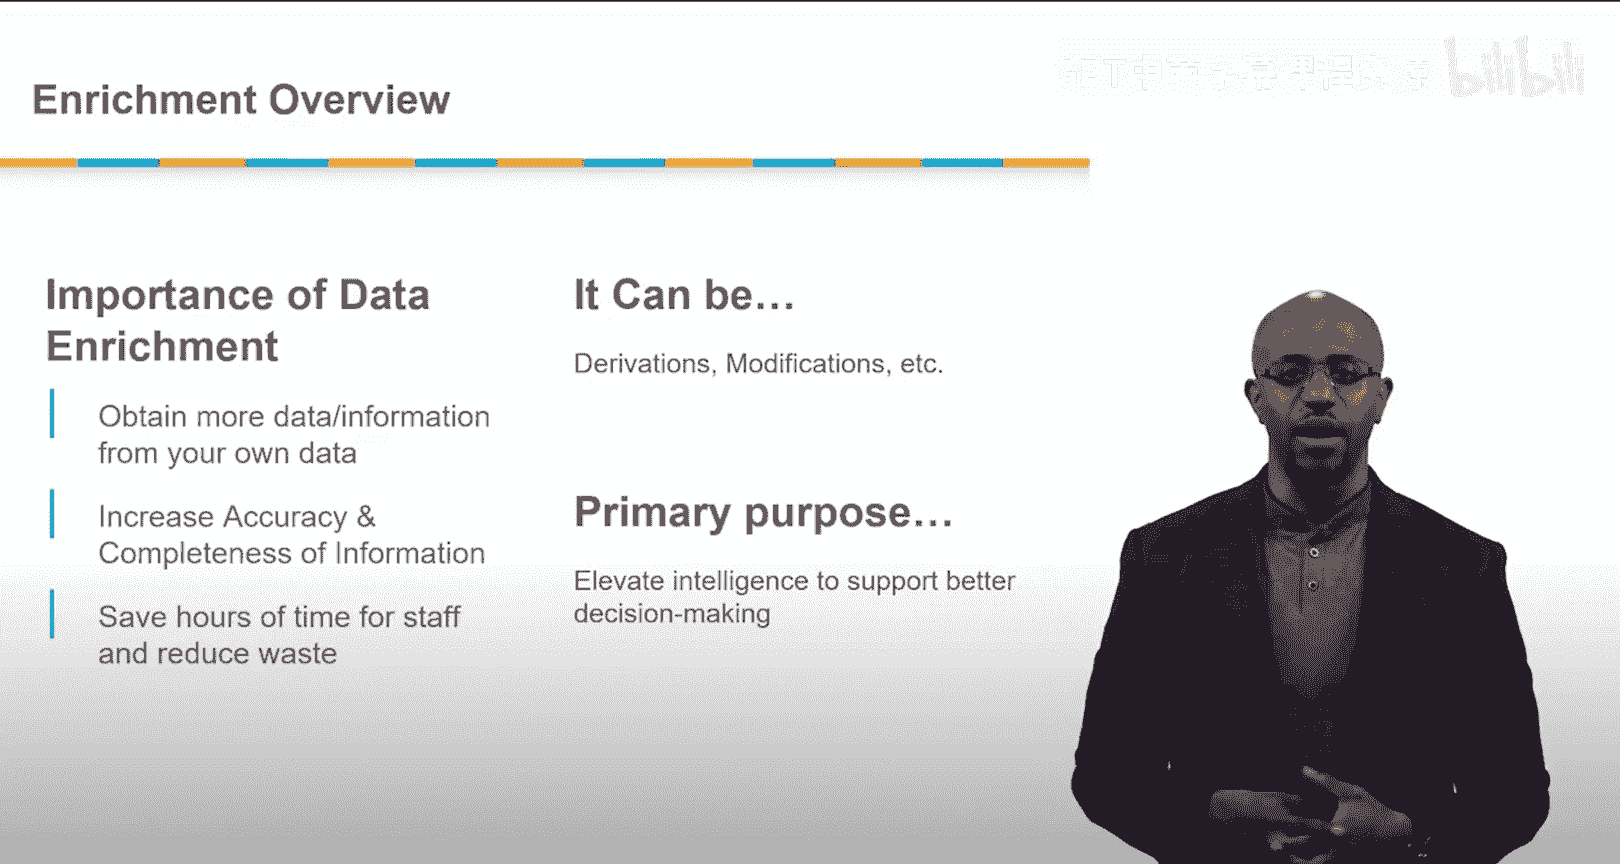 Enrichment Overview
bilibili
Importance of Data
Enrichment
Obtain more data/information
from your own data
Increase Accuracy &
Completeness of Information
Save hours of time for staff
and reduce waste
It Can be…
Derivations, Modifications, etc.
Primary purpose…
Elevate intelligence to support better
decision-making